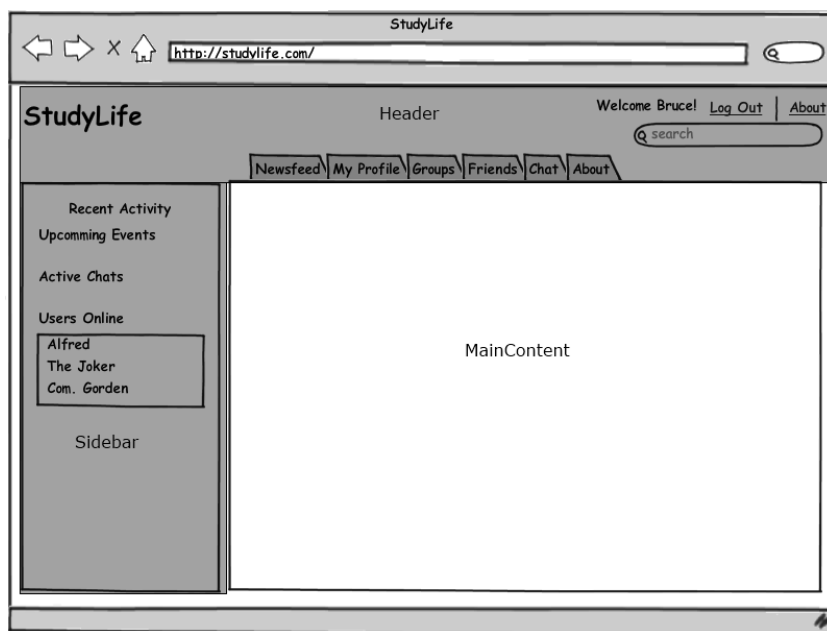 StudyLife
http://studylife.com/
StudyLife
Header
Welcome Bruce! Log Out About
search
Newsfeed My Profile Groups Friends Chat About
Recent Activity
Upcomming Events
Active Chats
Users Online
Alfred
The Joker
Com. Gorden
MainContent
Sidebar